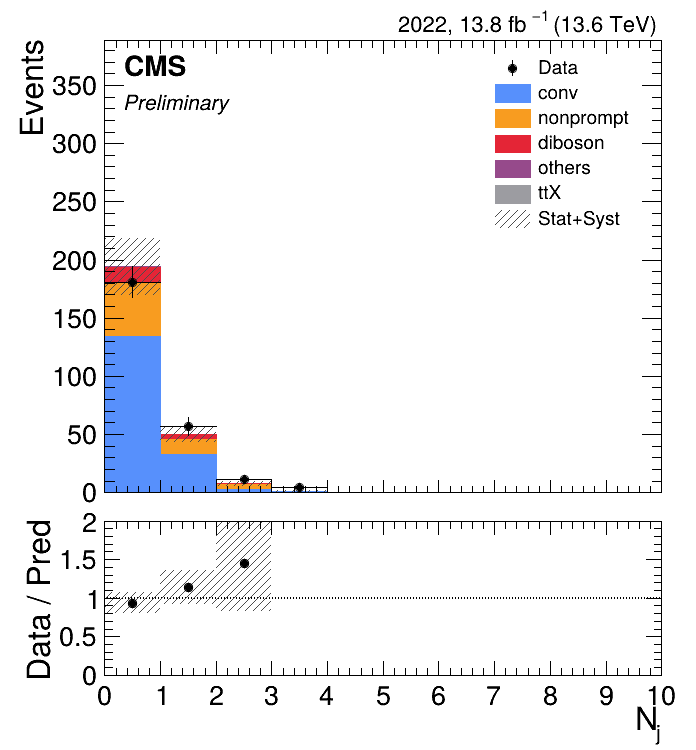 2022, 13.8 fb⁻¹ (13.6 TeV)
Events
CMS
Preliminary
Data
conv
nonprompt
diboson
others
ttX
Stat+Syst
350
300
250
200
150
100
50
0
Data / Pred
2
1.5
1
0.5
0
0 1 2 3 4 5 6 7 8 9 10
N_j